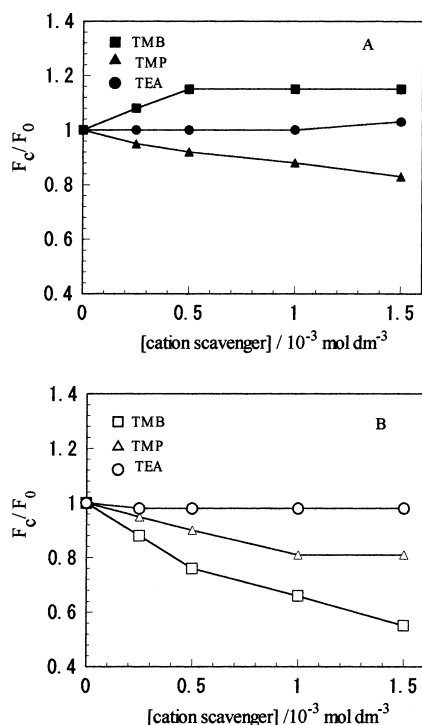 1.4
TMB
A
TMP
TEA
1.2
1
0.8
0.6
0.4
F_c/F_0
0 0.5 1 1.5
[cation scavenger] / 10^-3 mol dm^-3
1.4
TMB
B
TMP
TEA
1.2
1
0.8
0.6
0.4
F_c/F_0
0 0.5 1 1.5
[cation scavenger] /10^-3 mol dm^-3